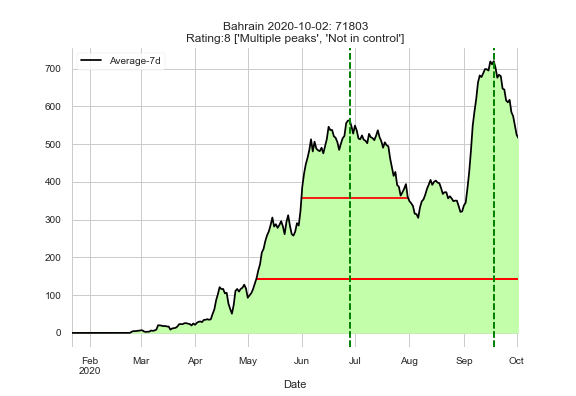 Bahrain 2020-10-02: 71803
Rating:8 ['Multiple peaks', 'Not in control']
Average-7d
700
600
500
400
300
200
100
0
Feb Mar Apr May Jun Jul Aug Sep Oct
2020
Date